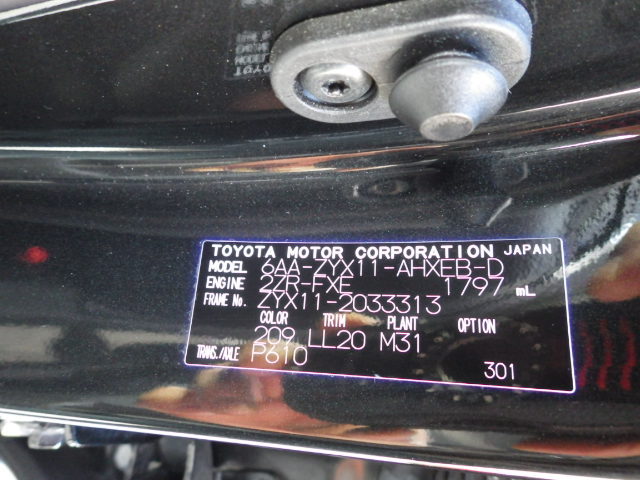 TOYOTA MOTOR CORPORATION JAPAN
MODEL 6AA-ZYX11-AHXEB-D
ENGINE 2ZR-FXE 1797 mL
FRAME No. ZYX11-2033313
COLOR TRIM PLANT OPTION
209 LL20 M31
TRANS./AXLE P610
301